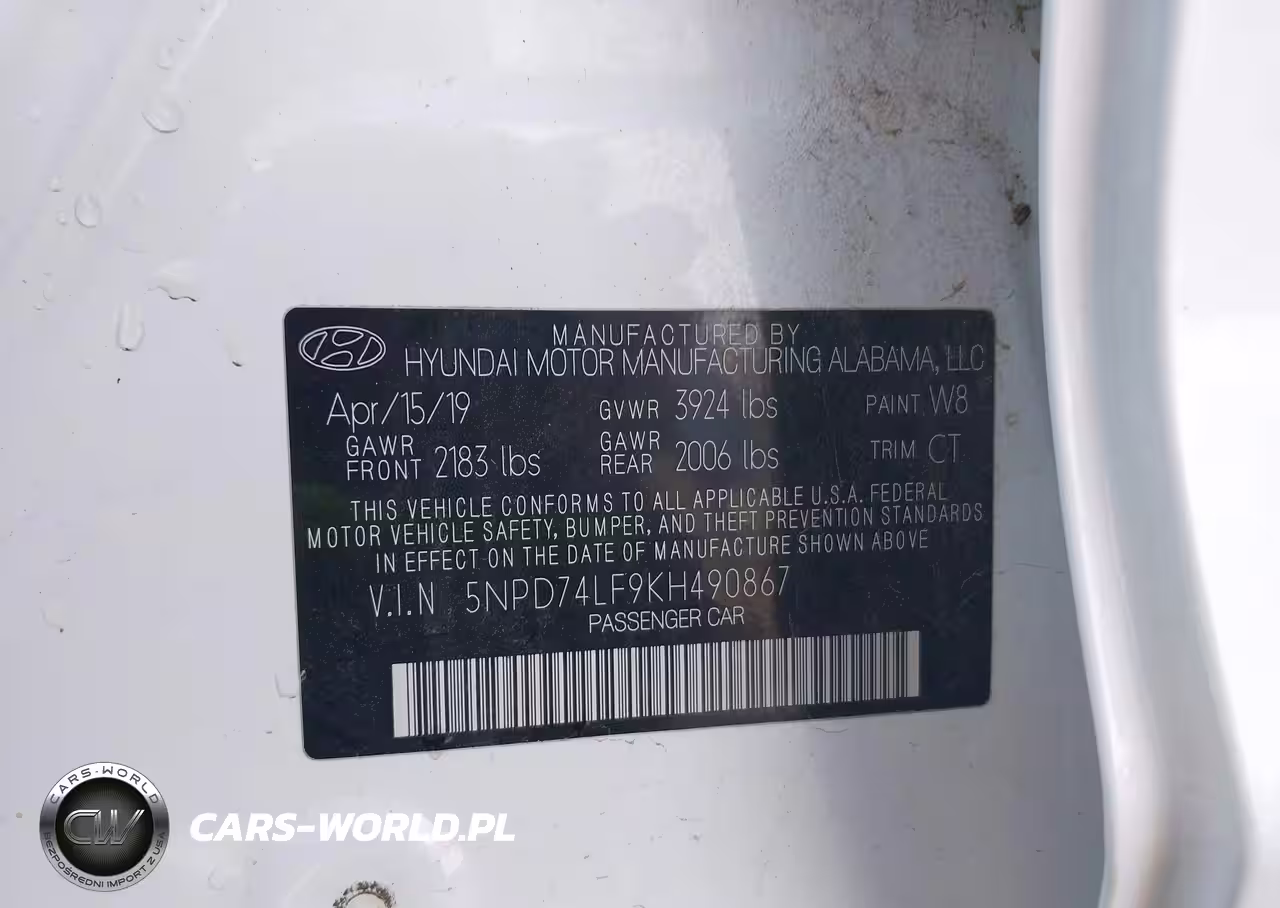 MANUFACTURED BY
HYUNDAI MOTOR MANUFACTURING ALABAMA, LLC
Apr/15/19 GVWR 3924 lbs PAINT W8
GAWR FRONT 2183 lbs GAWR REAR 2006 lbs TRIM CT
THIS VEHICLE CONFORMS TO ALL APPLICABLE U.S.A. FEDERAL
MOTOR VEHICLE SAFETY, BUMPER, AND THEFT PREVENTION STANDARDS
IN EFFECT ON THE DATE OF MANUFACTURE SHOWN ABOVE
V.I.N 5NPD74LF9KH490867
PASSENGER CAR
CARS-WORLD
CW
BEZPOŚREDNI IMPORT Z USA
CARS-WORLD.PL